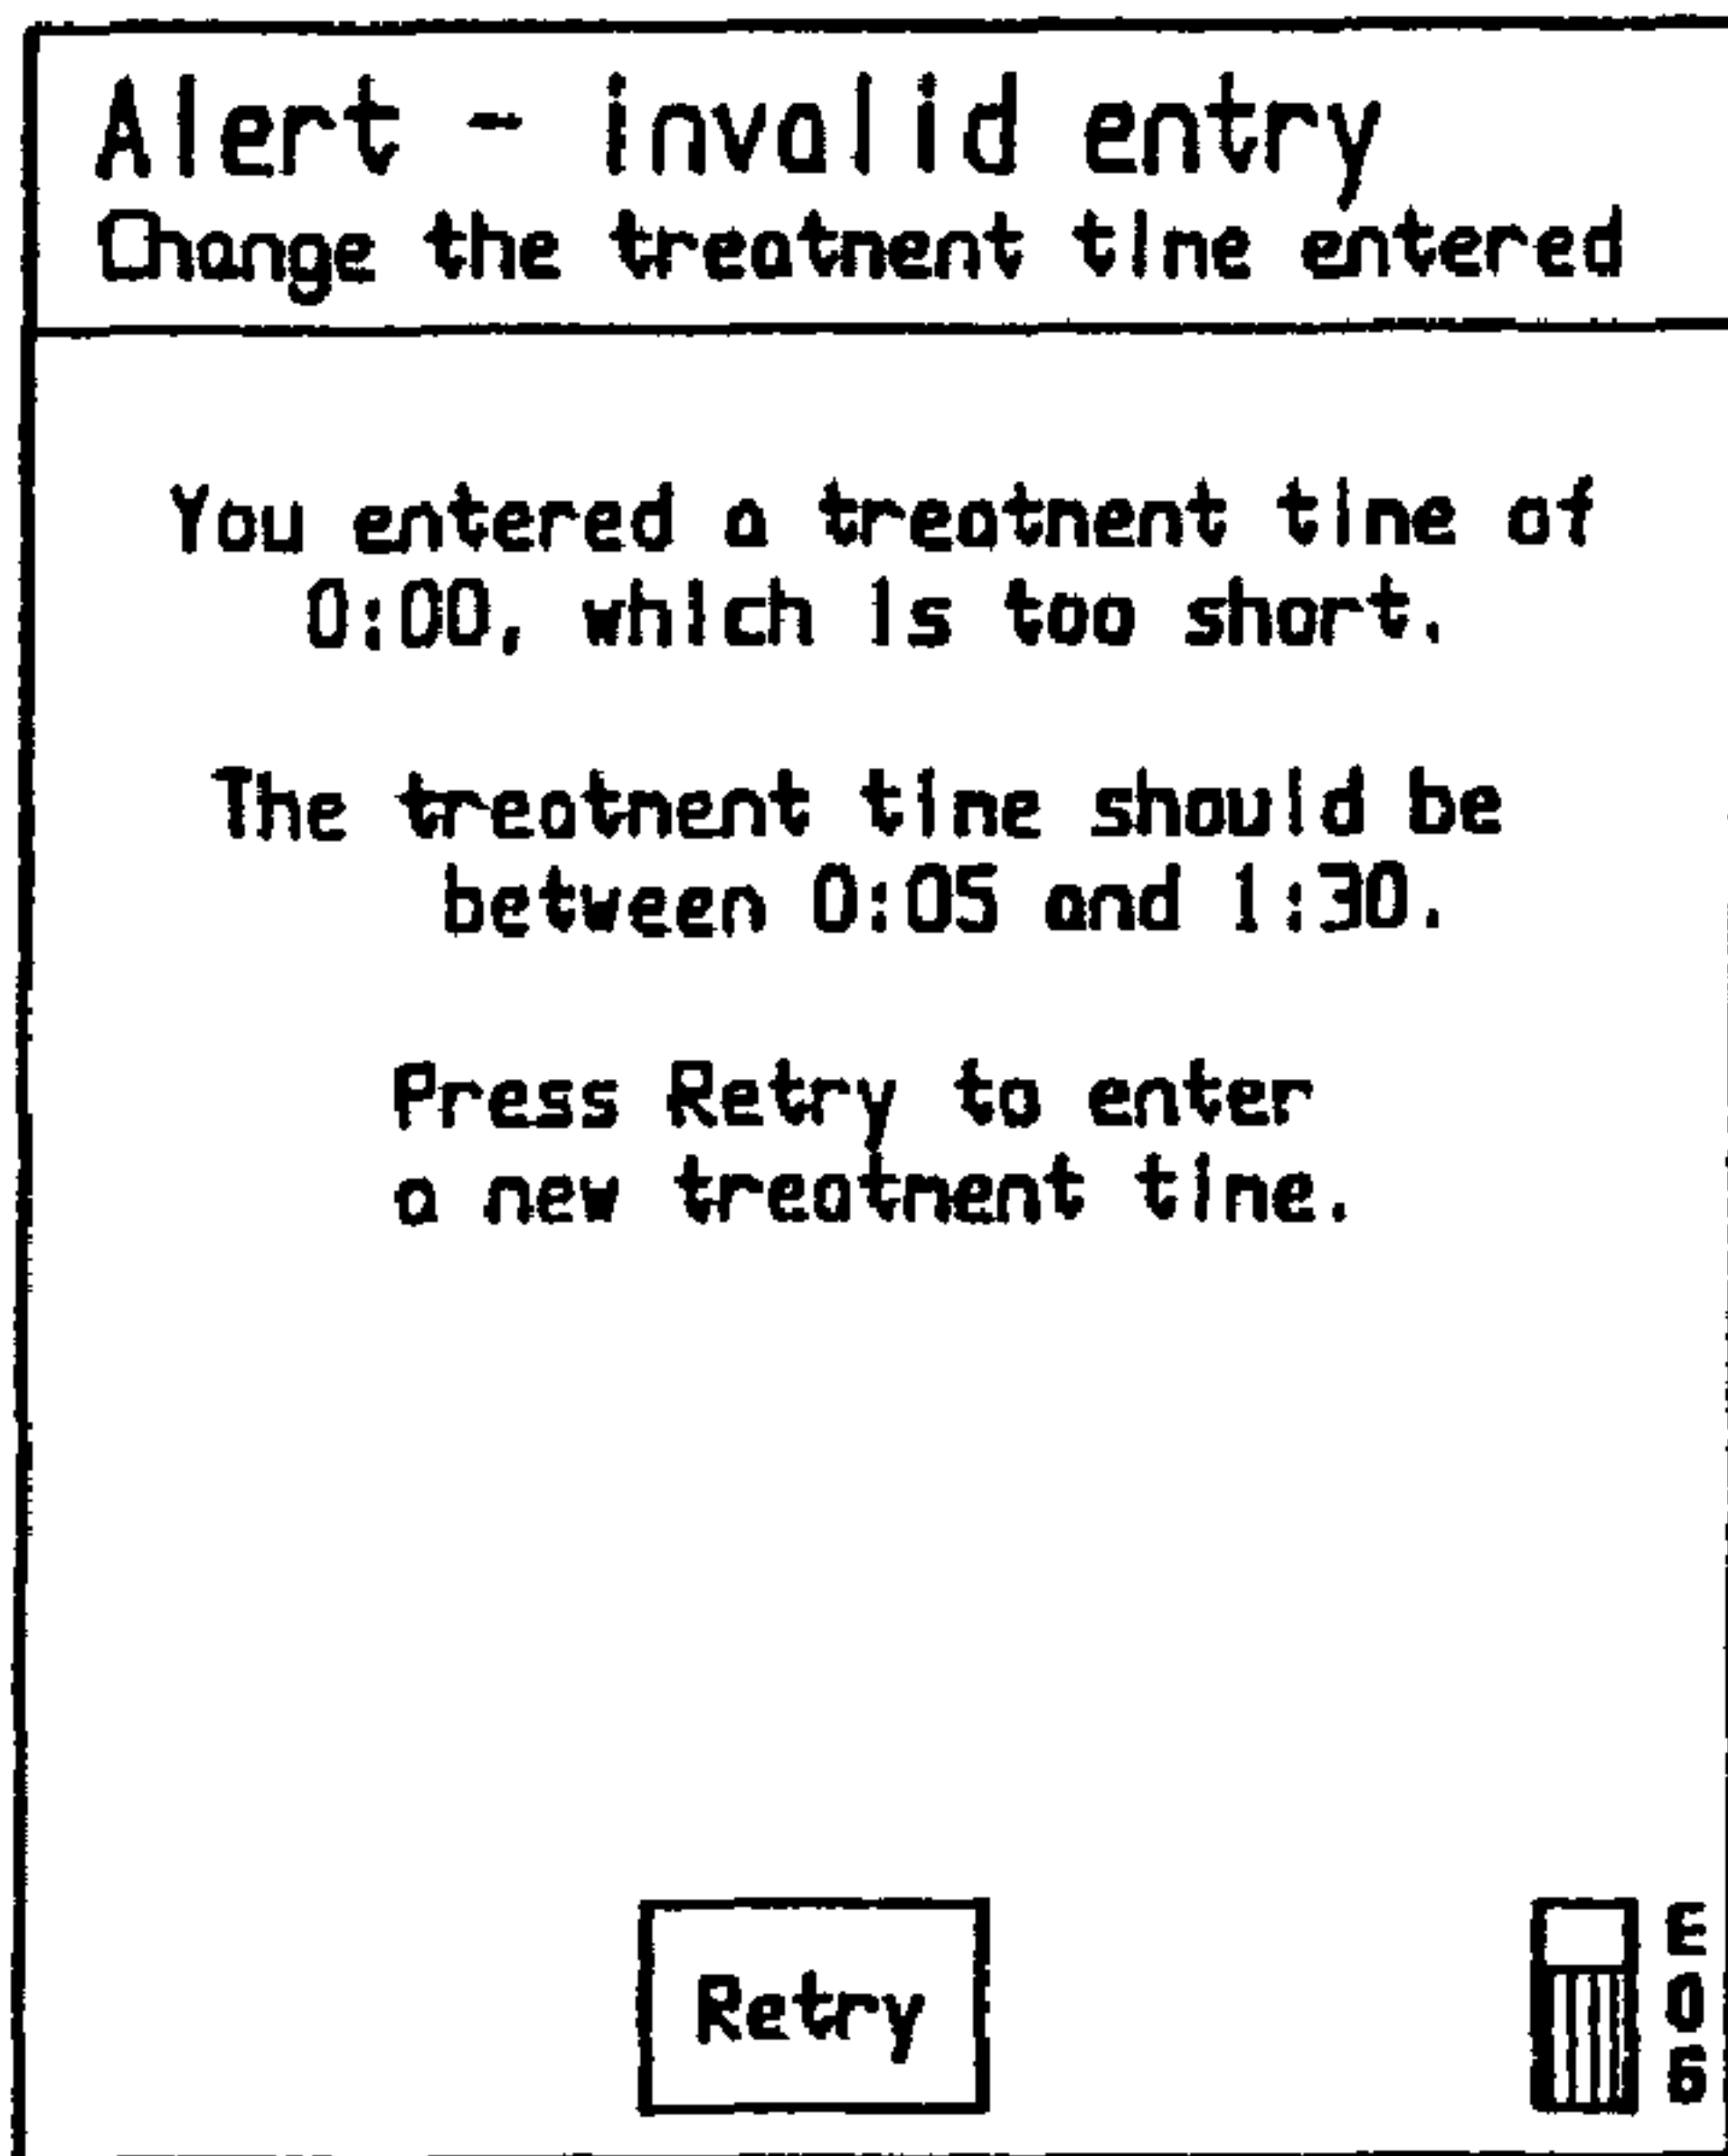 Alert - invalid entry
Change the treatment time entered
You entered a treatment time of
0:00, which is too short.
The treatment time should be
between 0:05 and 1:30.
Press Retry to enter
a new treatment time.
Retry
E
0
6